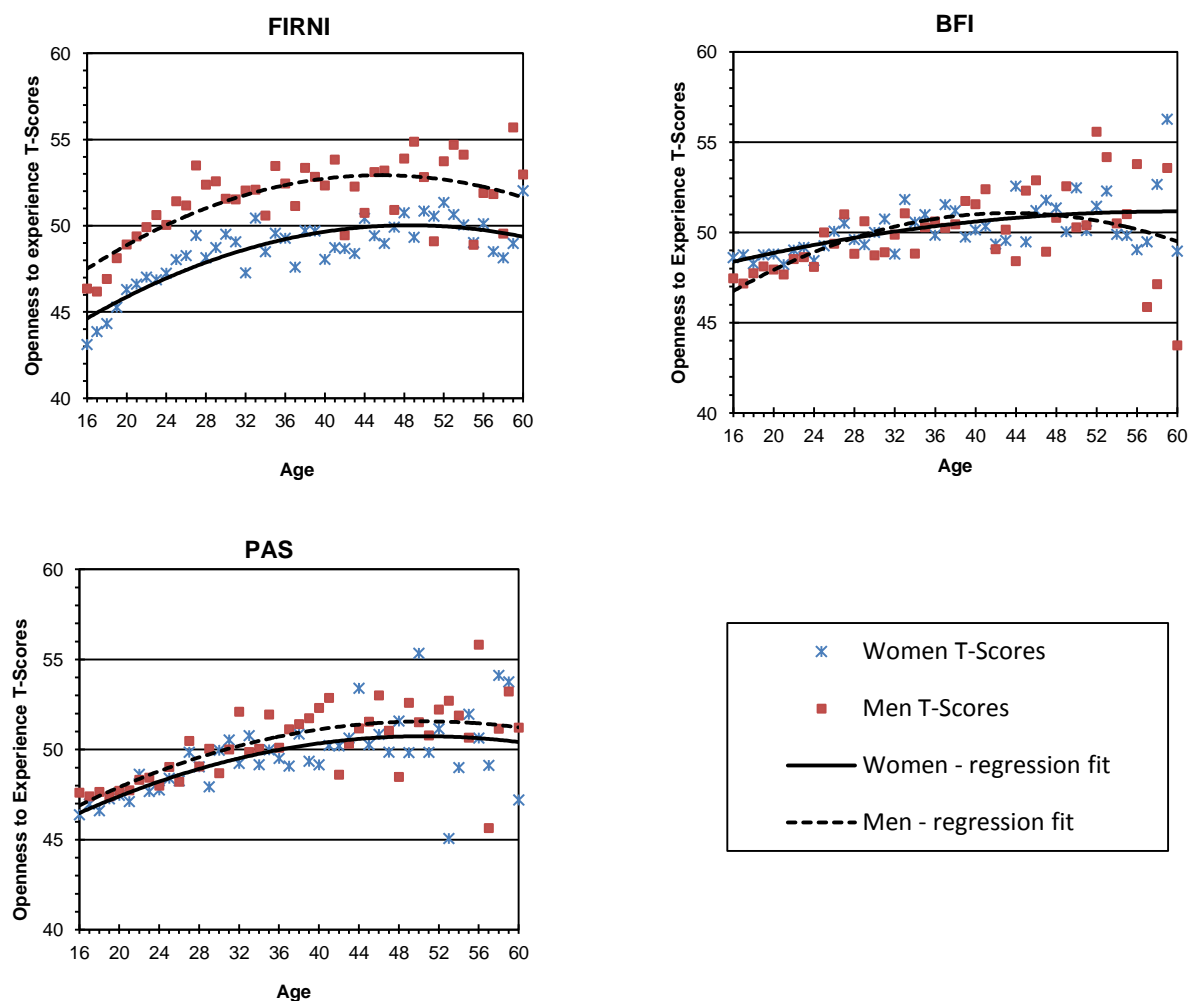 FIRNI
Openness to experience T-Scores
60
55
50
45
40
16 20 24 28 32 36 40 44 48 52 56 60
Age
BFI
Openness to Experience T-Scores
60
55
50
45
40
16 20 24 28 32 36 40 44 48 52 56 60
Age
PAS
Openness to Experience T-Scores
60
55
50
45
40
16 20 24 28 32 36 40 44 48 52 56 60
Age
Women T-Scores
Men T-Scores
Women - regression fit
Men - regression fit